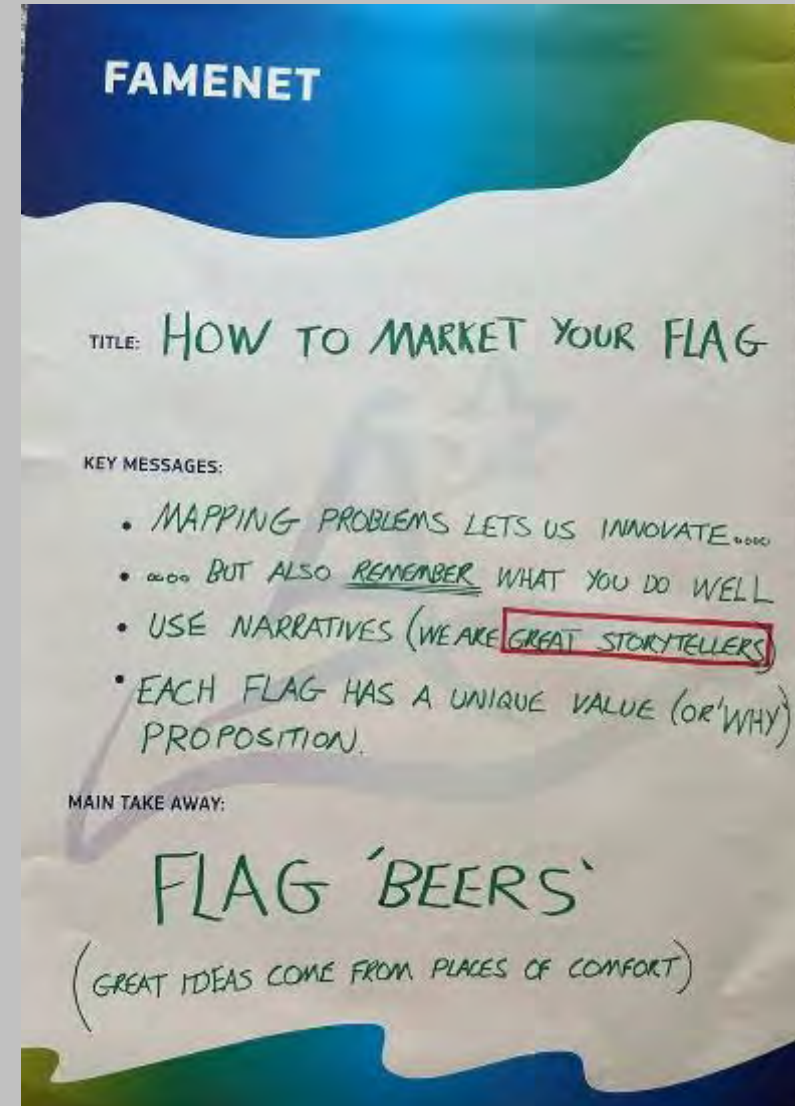 FAMENET
TITLE: HOW TO MARKET YOUR FLAG
KEY MESSAGES:
• MAPPING PROBLEMS LETS US INNOVATE....
• .... BUT ALSO REMEMBER WHAT YOU DO WELL
• USE NARRATIVES (WE ARE GREAT STORYTELLERS)
• EACH FLAG HAS A UNIQUE VALUE (OR 'WHY')
PROPOSITION.
MAIN TAKE AWAY:
FLAG 'BEERS'
(GREAT IDEAS COME FROM PLACES OF COMFORT)